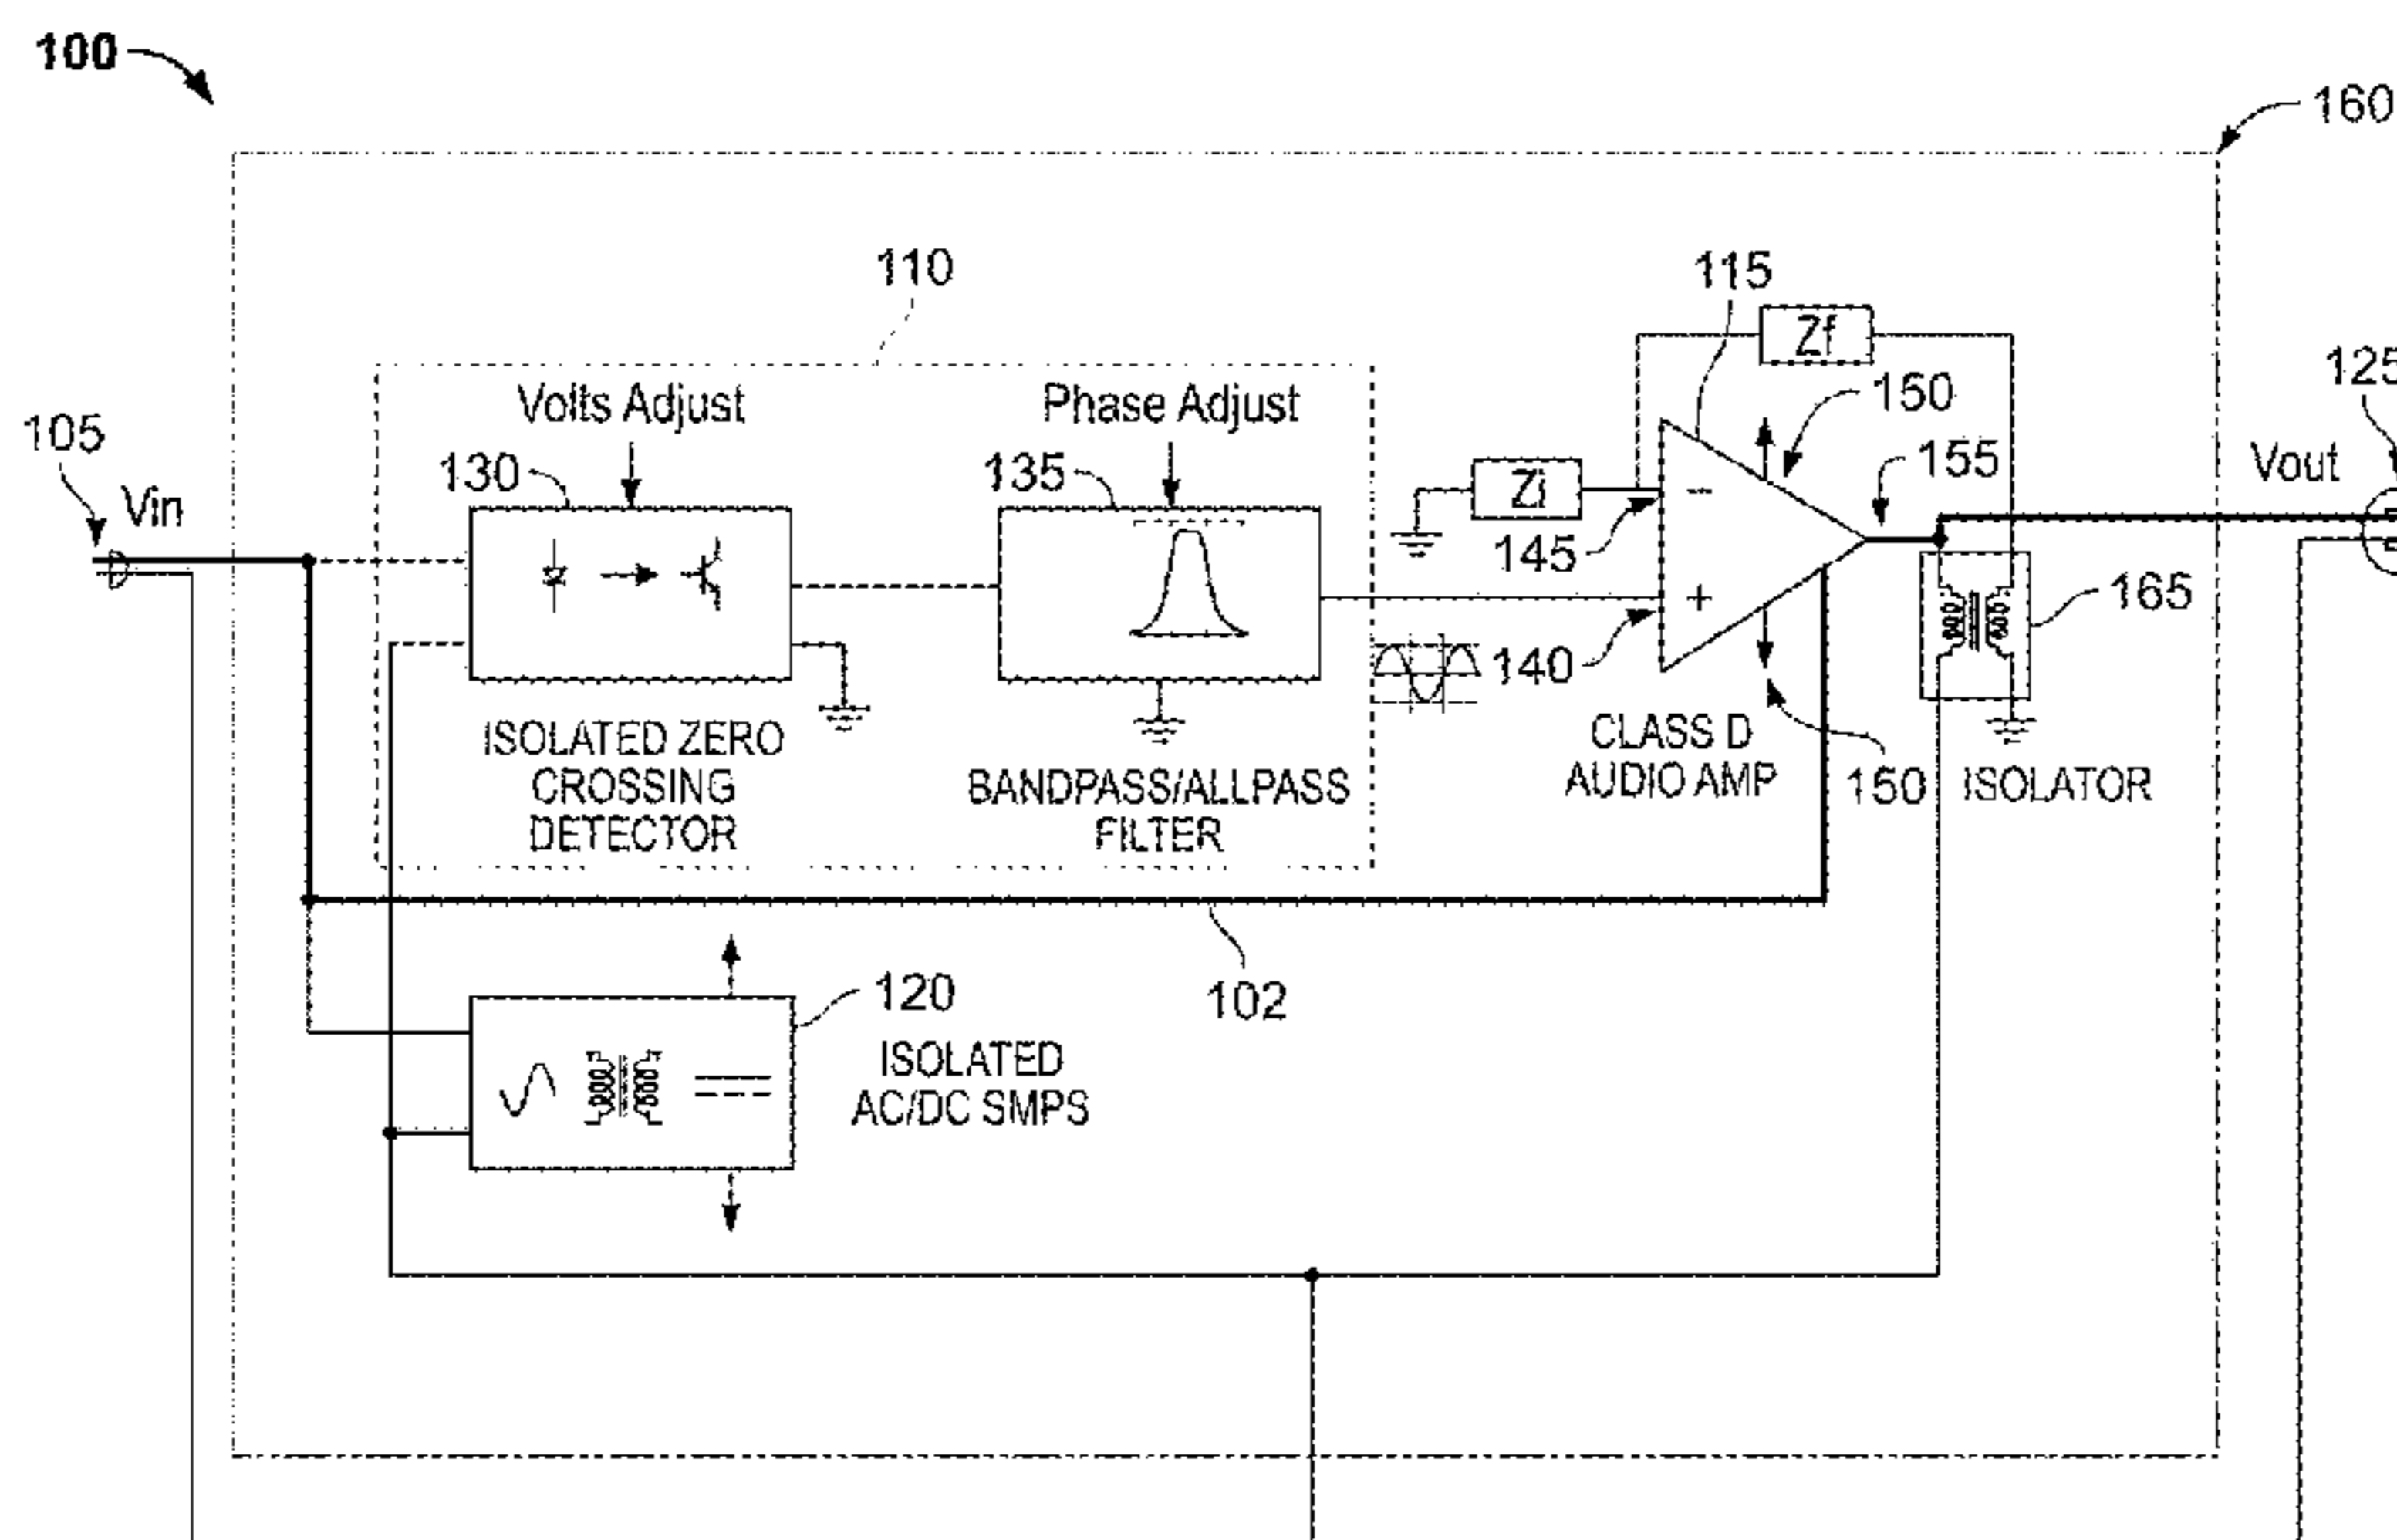 100
160
110
115
Zf
125
Volts Adjust
Phase Adjust
150
105
Vin
130
135
Zi
155
Vout
−
145
+
140
165
ISOLATED ZERO
CROSSING
DETECTOR
BANDPASS/ALLPASS
FILTER
CLASS D
AUDIO AMP
150
ISOLATOR
102
120
ISOLATED
AC/DC SMPS